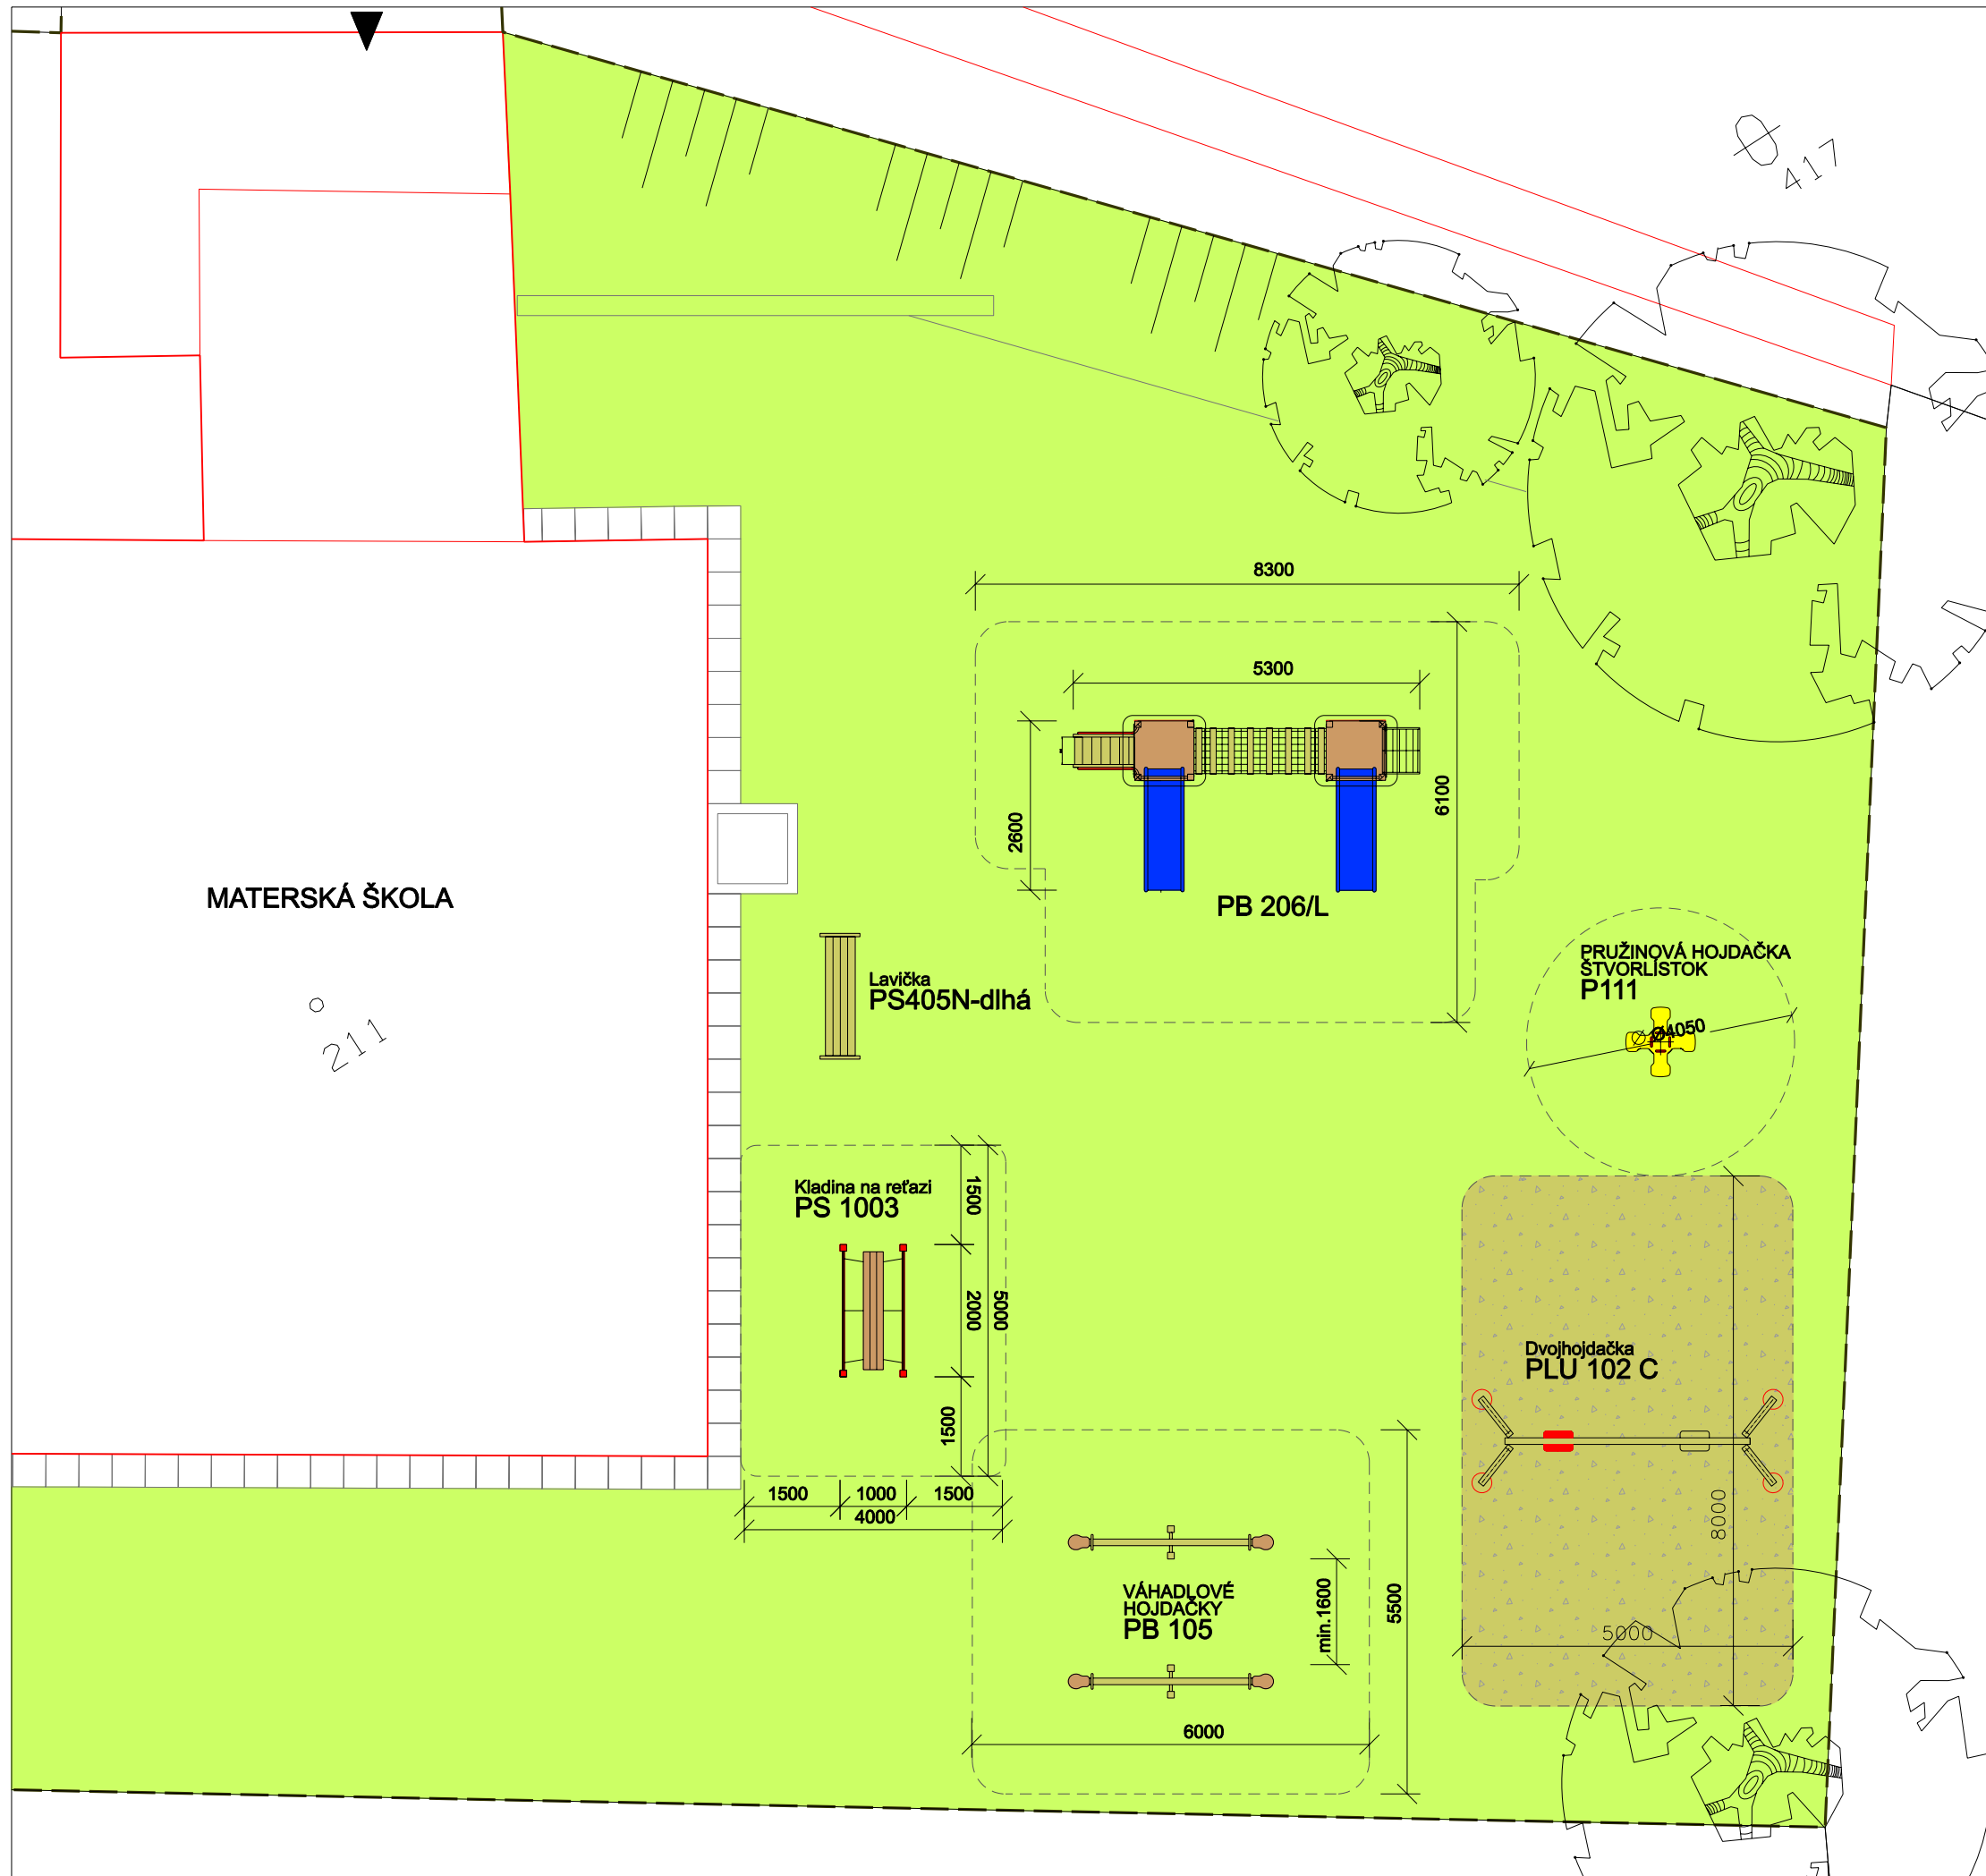 417
8300
5300
6100
2600
PB 206/L
MATERSKÁ ŠKOLA
211
Lavička
PS405N-dlhá
PRUŽINOVÁ HOJDAČKA
ŠTVORLÍSTOK
P111
Ø4050
Kladina na reťazi
PS 1003
1500
2000
5000
1500
1500
1000
1500
4000
Dvojhojdačka
PLU 102 C
8000
5000
VÁHADLOVÉ
HOJDAČKY
PB 105
min.1600
5500
6000